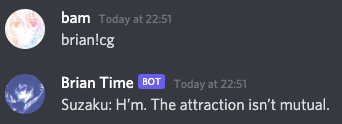 bam Today at 22:51
brian!cg
Brian Time BOT Today at 22:51
Suzaku: H’m. The attraction isn’t mutual.